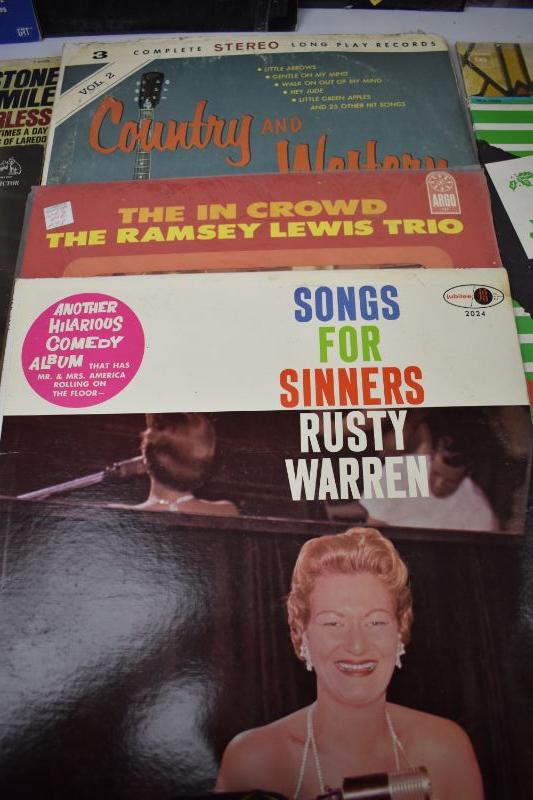 GRT
STONE
MILE
RLESS
TIMES A DAY
OF LAREDO
3 COMPLETE STEREO LONG PLAY RECORDS
VOL. 2
• LITTLE ARROWS
• GENTLE ON MY MIND
• WALK ON OUT OF MY MIND
• HEY JUDE
• LITTLE GREEN APPLES
AND 25 OTHER HIT SONGS
Country AND
Western
ARGO
THE IN CROWD
THE RAMSEY LEWIS TRIO
ANOTHER
HILARIOUS
COMEDY
ALBUM THAT HAS
MR. & MRS. AMERICA
ROLLING ON
THE FLOOR—
jubilee
2024
SONGS
FOR
SINNERS
RUSTY
WARREN